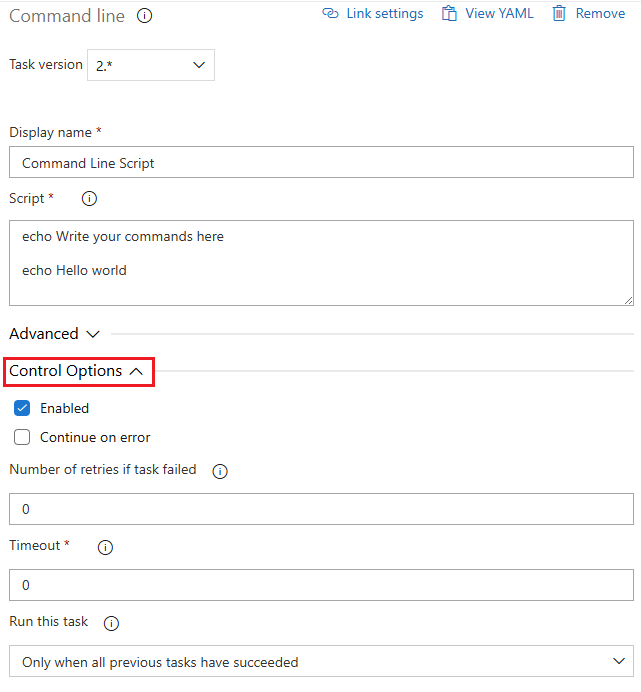 Command line Link settings View YAML Remove
Task version 2.*
Display name *
Command Line Script
Script *
echo Write your commands here
echo Hello world
Advanced
Control Options
Enabled
Continue on error
Number of retries if task failed
0
Timeout *
0
Run this task
Only when all previous tasks have succeeded